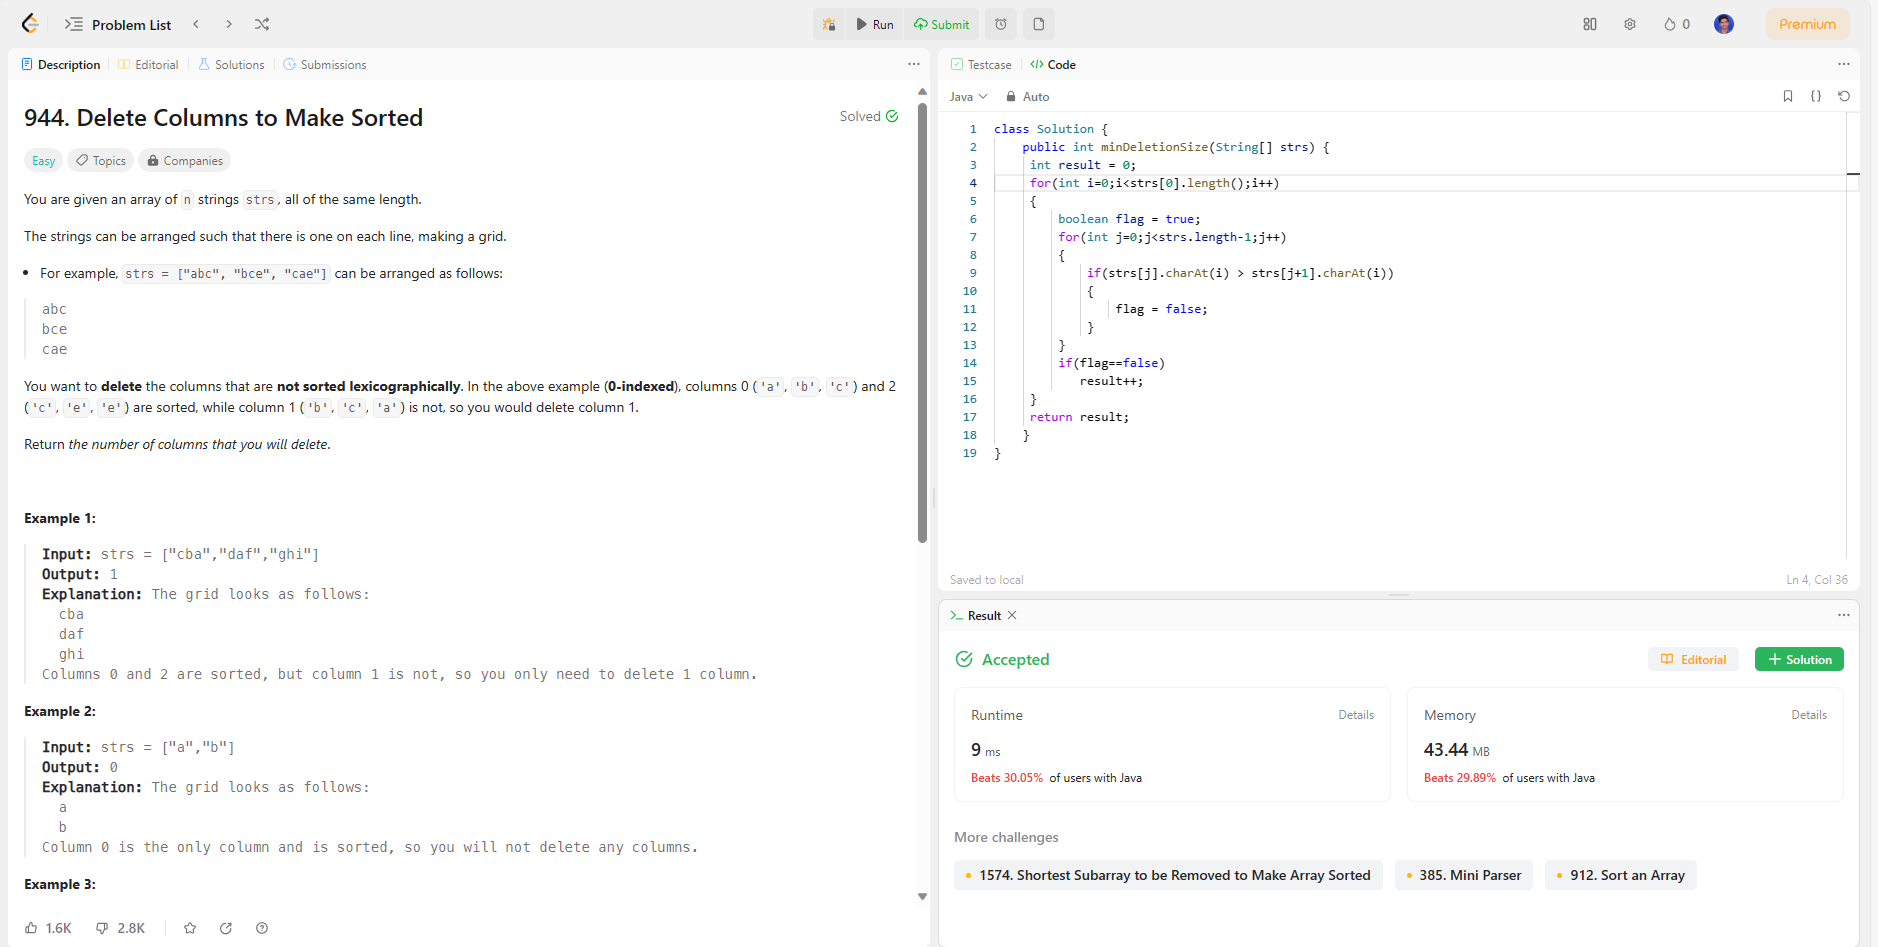 Problem List
Run
Submit
0
Premium
Description
Editorial
Solutions
Submissions
944. Delete Columns to Make Sorted
Solved
Easy
Topics
Companies
You are given an array of n strings strs, all of the same length.
The strings can be arranged such that there is one on each line, making a grid.
• For example, strs = ["abc", "bce", "cae"] can be arranged as follows:
abc
bce
cae
You want to delete the columns that are not sorted lexicographically. In the above example (0-indexed), columns 0 ('a', 'b', 'c') and 2
('c', 'e', 'e') are sorted, while column 1 ('b', 'c', 'a') is not, so you would delete column 1.
Return the number of columns that you will delete.
Example 1:
Input: strs = ["cba","daf","ghi"]
Output: 1
Explanation: The grid looks as follows:
cba
daf
ghi
Columns 0 and 2 are sorted, but column 1 is not, so you only need to delete 1 column.
Example 2:
Input: strs = ["a","b"]
Output: 0
Explanation: The grid looks as follows:
a
b
Column 0 is the only column and is sorted, so you will not delete any columns.
Example 3:
1.6K
2.8K
Testcase
</> Code
Java
Auto
{}
1 class Solution {
2 public int minDeletionSize(String[] strs) {
3 int result = 0;
4 for(int i=0;i<strs[0].length();i++)
5 {
6 boolean flag = true;
7 for(int j=0;j<strs.length-1;j++)
8 {
9 if(strs[j].charAt(i) > strs[j+1].charAt(i))
10 {
11 flag = false;
12 }
13 }
14 if(flag==false)
15 result++;
16 }
17 return result;
18 }
19 }
Saved to local
Ln 4, Col 36
>_ Result
Accepted
Editorial
+ Solution
Runtime
Details
9 ms
Beats 30.05% of users with Java
Memory
Details
43.44 MB
Beats 29.89% of users with Java
More challenges
• 1574. Shortest Subarray to be Removed to Make Array Sorted
• 385. Mini Parser
• 912. Sort an Array